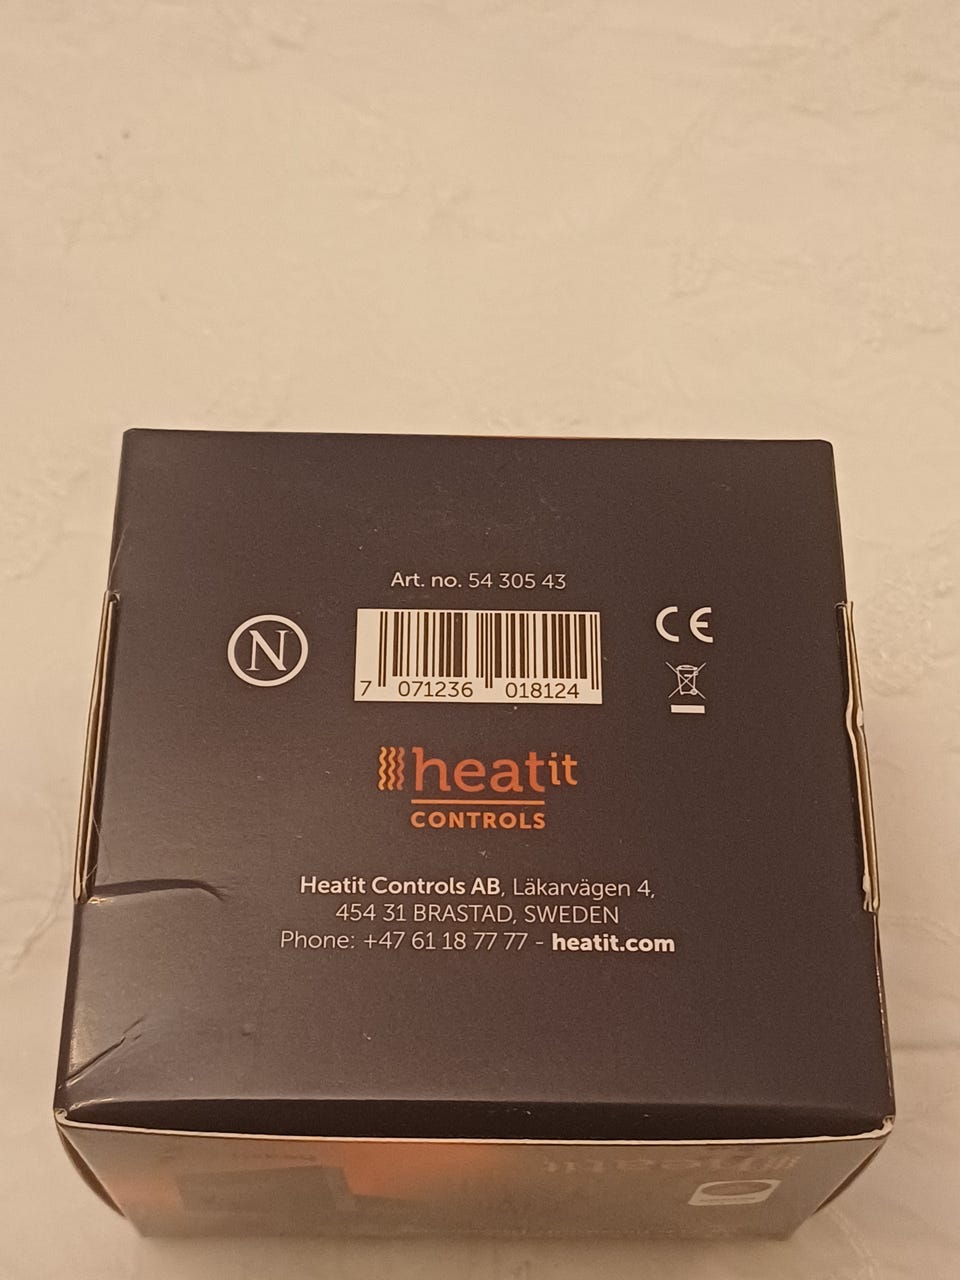 Art. no. 54 305 43
N
CE
7 071236 018124
heatit
CONTROLS
Heatit Controls AB, Läkarvägen 4,
454 31 BRASTAD, SWEDEN
Phone: +47 61 18 77 77 - heatit.com
heatit